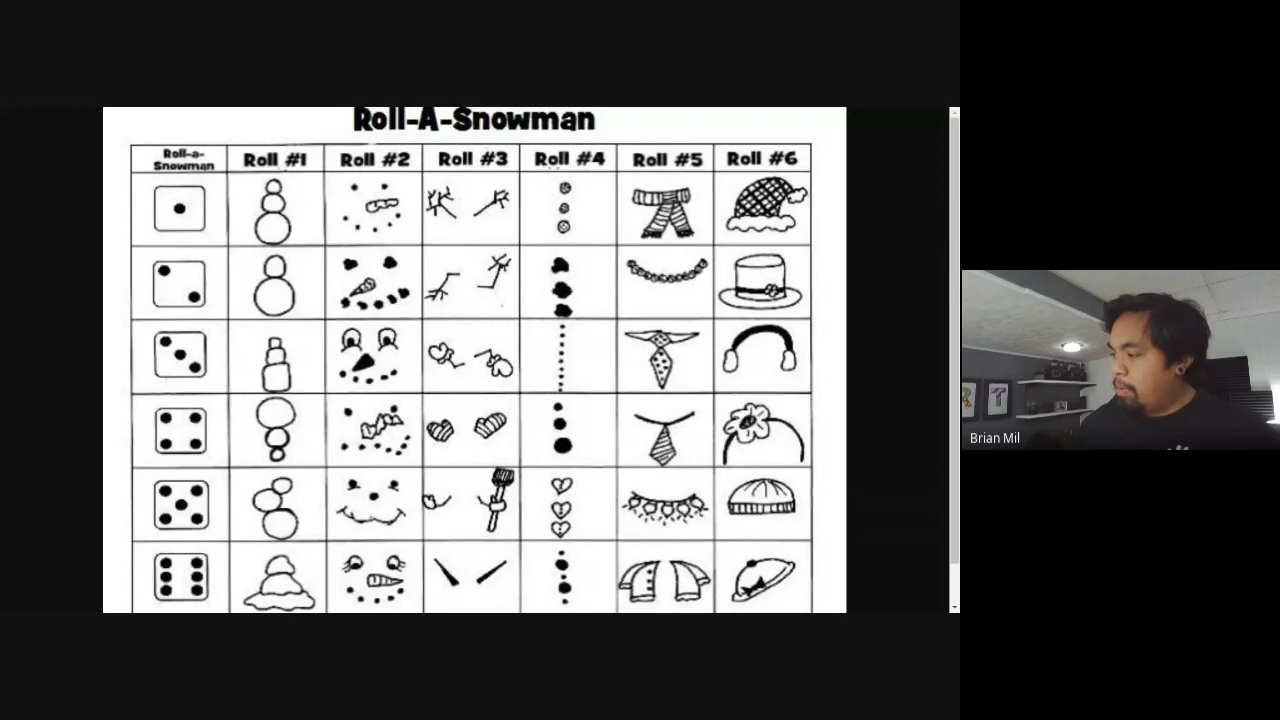 Roll-A-Snowman
Roll-a-
Snowman
Roll #1
Roll #2
Roll #3
Roll #4
Roll #5
Roll #6
Brian Mil